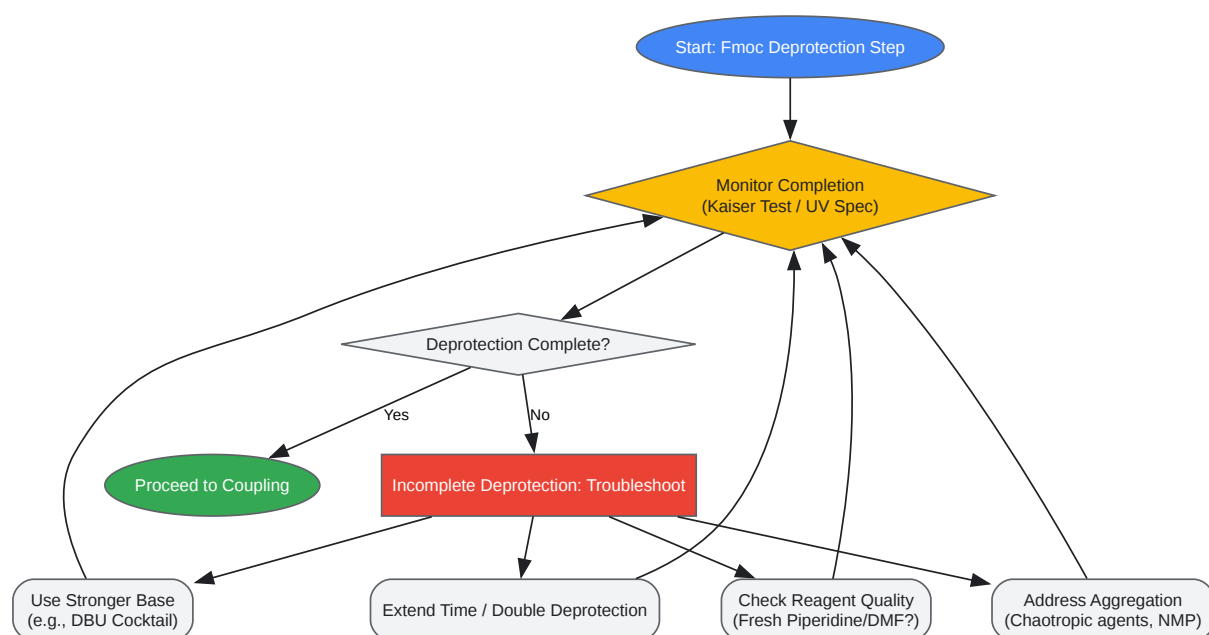 Start: Fmoc Deprotection Step
Monitor Completion
(Kaiser Test / UV Spec)
Deprotection Complete?
Yes
No
Proceed to Coupling
Incomplete Deprotection: Troubleshoot
Use Stronger Base
(e.g., DBU Cocktail)
Extend Time / Double Deprotection
Check Reagent Quality
(Fresh Piperidine/DMF?)
Address Aggregation
(Chaotropic agents, NMP)